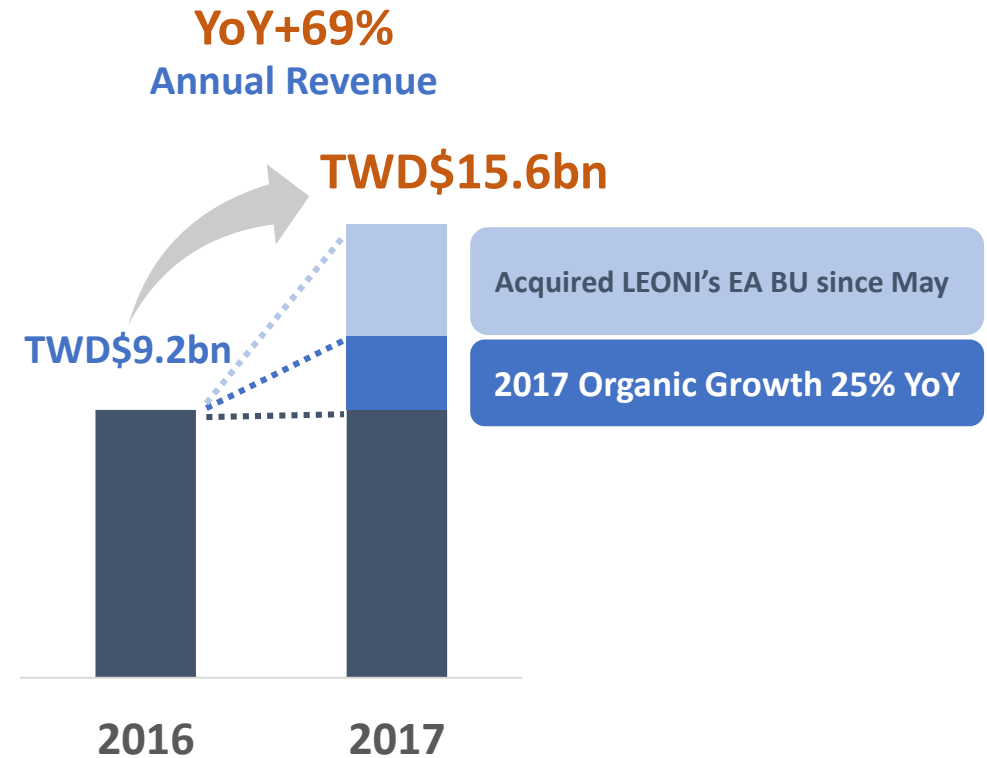 YoY+69%
Annual Revenue
TWD$15.6bn
TWD$9.2bn
Acquired LEONI’s EA BU since May
2017 Organic Growth 25% YoY
2016
2017